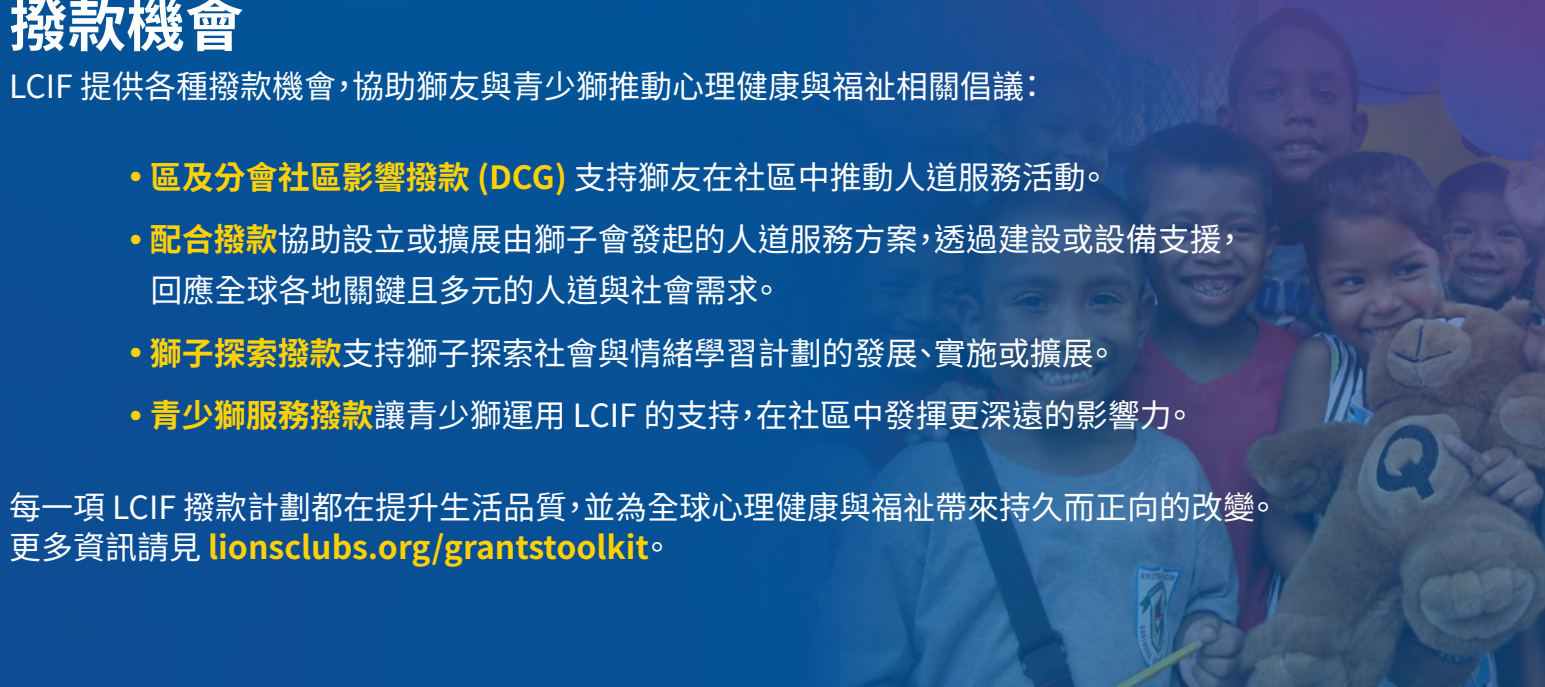 撥款機會
LCIF 提供各種撥款機會，協助獅友與青少獅推動心理健康與福祉相關倡議：
• 區及分會社區影響撥款 (DCG) 支持獅友在社區中推動人道服務活動。
• 配合撥款協助設立或擴展由獅子會發起的人道服務方案，透過建設或設備支援，
回應全球各地關鍵且多元的人道與社會需求。
• 獅子探索撥款支持獅子探索社會與情緒學習計劃的發展、實施或擴展。
• 青少獅服務撥款讓青少獅運用 LCIF 的支持，在社區中發揮更深遠的影響力。
每一項 LCIF 撥款計劃都在提升生活品質，並為全球心理健康與福祉帶來持久而正向的改變。
更多資訊請見 lionsclubs.org/grantstoolkit。
Q